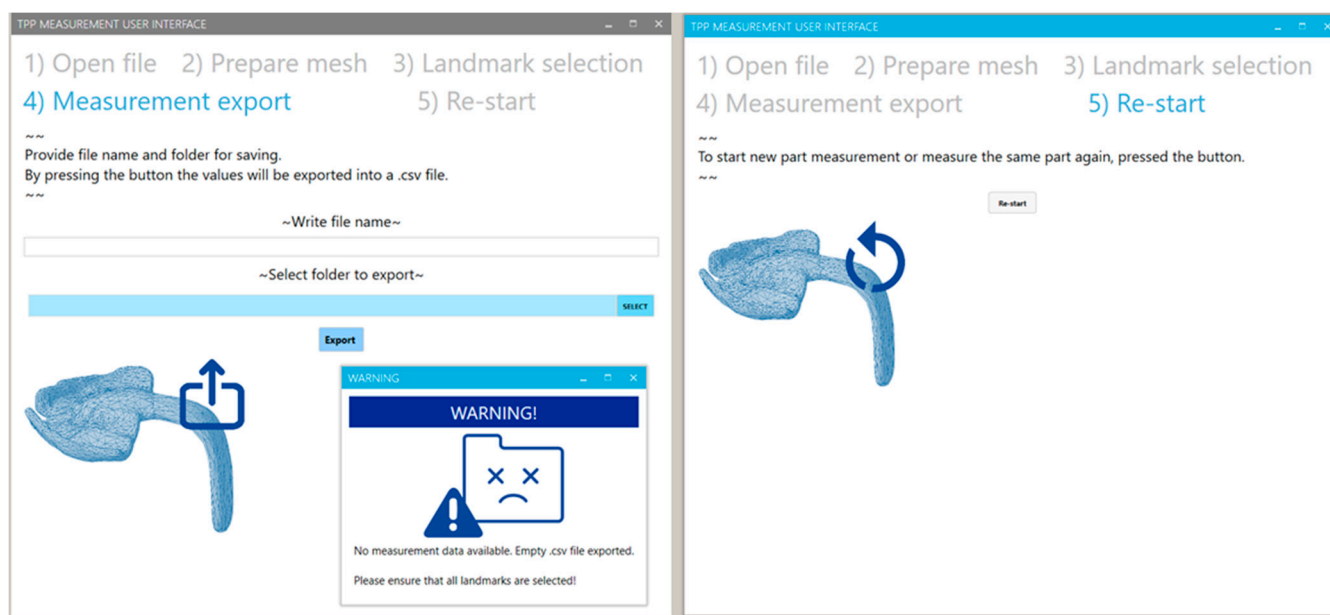 TPP MEASUREMENT USER INTERFACE
1) Open file 2) Prepare mesh 3) Landmark selection
4) Measurement export 5) Re-start
~~
Provide file name and folder for saving.
By pressing the button the values will be exported into a .csv file.
~~
~Write file name~
~Select folder to export~
SELECT
Export
WARNING
WARNING!
No measurement data available. Empty .csv file exported.
Please ensure that all landmarks are selected!
TPP MEASUREMENT USER INTERFACE
1) Open file 2) Prepare mesh 3) Landmark selection
4) Measurement export 5) Re-start
~~
To start new part measurement or measure the same part again, pressed the button.
~~
Re-start